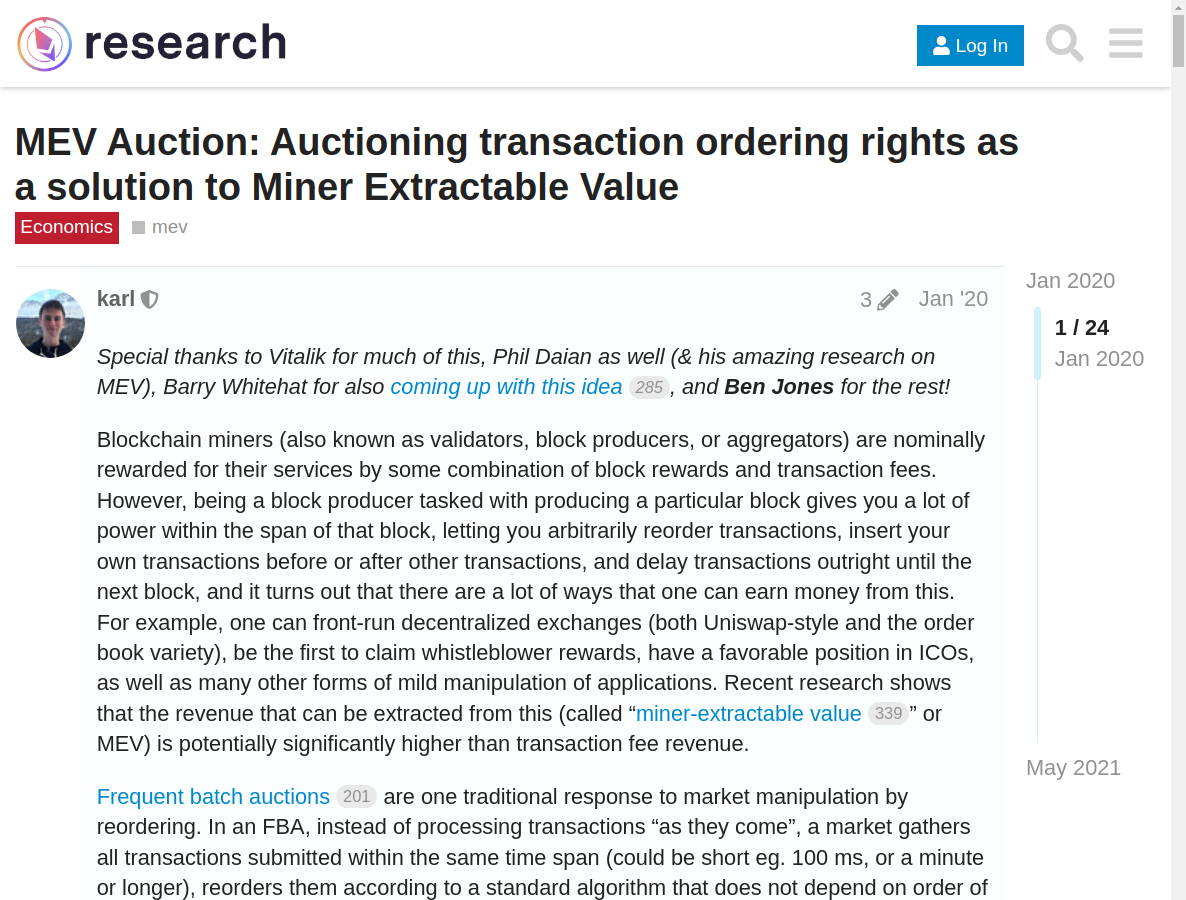 research
Log In
MEV Auction: Auctioning transaction ordering rights as
a solution to Miner Extractable Value
Economics mev
karl 3 Jan '20
Special thanks to Vitalik for much of this, Phil Daian as well (& his amazing research on
MEV), Barry Whitehat for also coming up with this idea 285, and Ben Jones for the rest!
Blockchain miners (also known as validators, block producers, or aggregators) are nominally
rewarded for their services by some combination of block rewards and transaction fees.
However, being a block producer tasked with producing a particular block gives you a lot of
power within the span of that block, letting you arbitrarily reorder transactions, insert your
own transactions before or after other transactions, and delay transactions outright until the
next block, and it turns out that there are a lot of ways that one can earn money from this.
For example, one can front-run decentralized exchanges (both Uniswap-style and the order
book variety), be the first to claim whistleblower rewards, have a favorable position in ICOs,
as well as many other forms of mild manipulation of applications. Recent research shows
that the revenue that can be extracted from this (called “miner-extractable value 339” or
MEV) is potentially significantly higher than transaction fee revenue.
Frequent batch auctions 201 are one traditional response to market manipulation by
reordering. In an FBA, instead of processing transactions “as they come”, a market gathers
all transactions submitted within the same time span (could be short eg. 100 ms, or a minute
or longer), reorders them according to a standard algorithm that does not depend on order of
Jan 2020
1 / 24
Jan 2020
May 2021